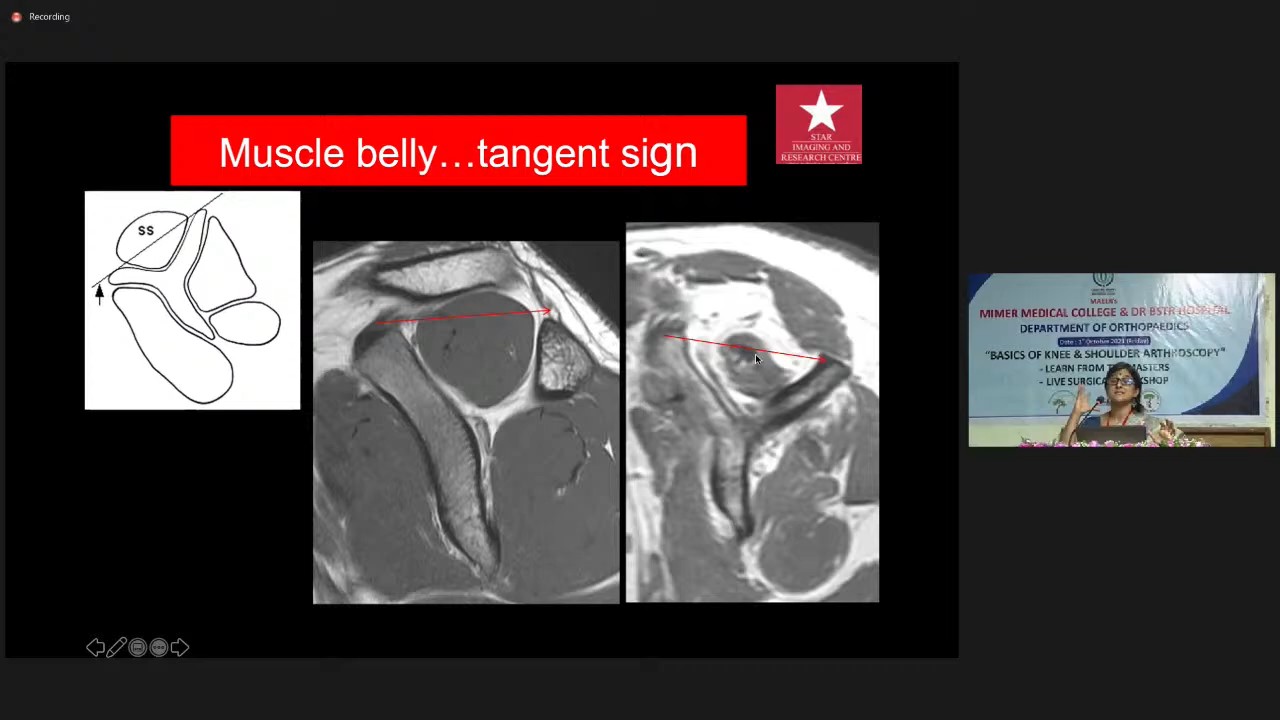 Recording
Muscle belly…tangent sign
STAR
IMAGING AND
RESEARCH CENTRE
SS
MAEER's
MIMER MEDICAL COLLEGE & DR BSTR HOSPITAL
DEPARTMENT OF ORTHOPAEDICS
"BASICS OF KNEE & SHOULDER ARTHROSCOPY"
- LEARN FROM THE MASTERS
- LIVE SURGICAL WORKSHOP